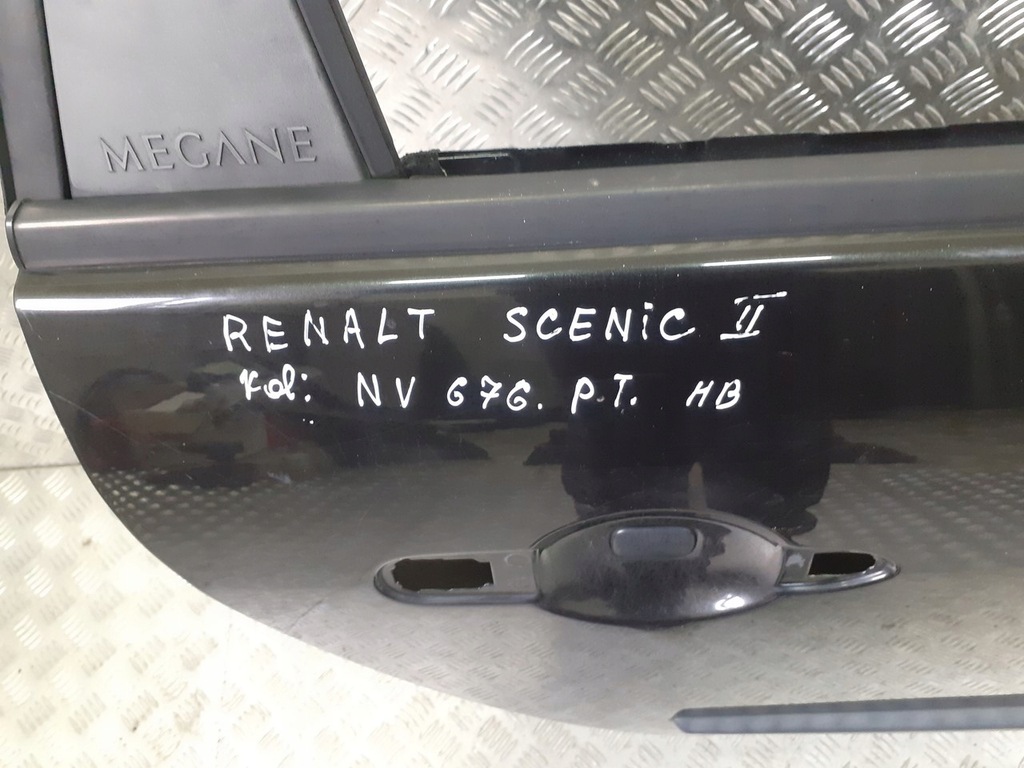 MEGANE
RENALT SCENiC II
Kol: NV 676. P.T. HB